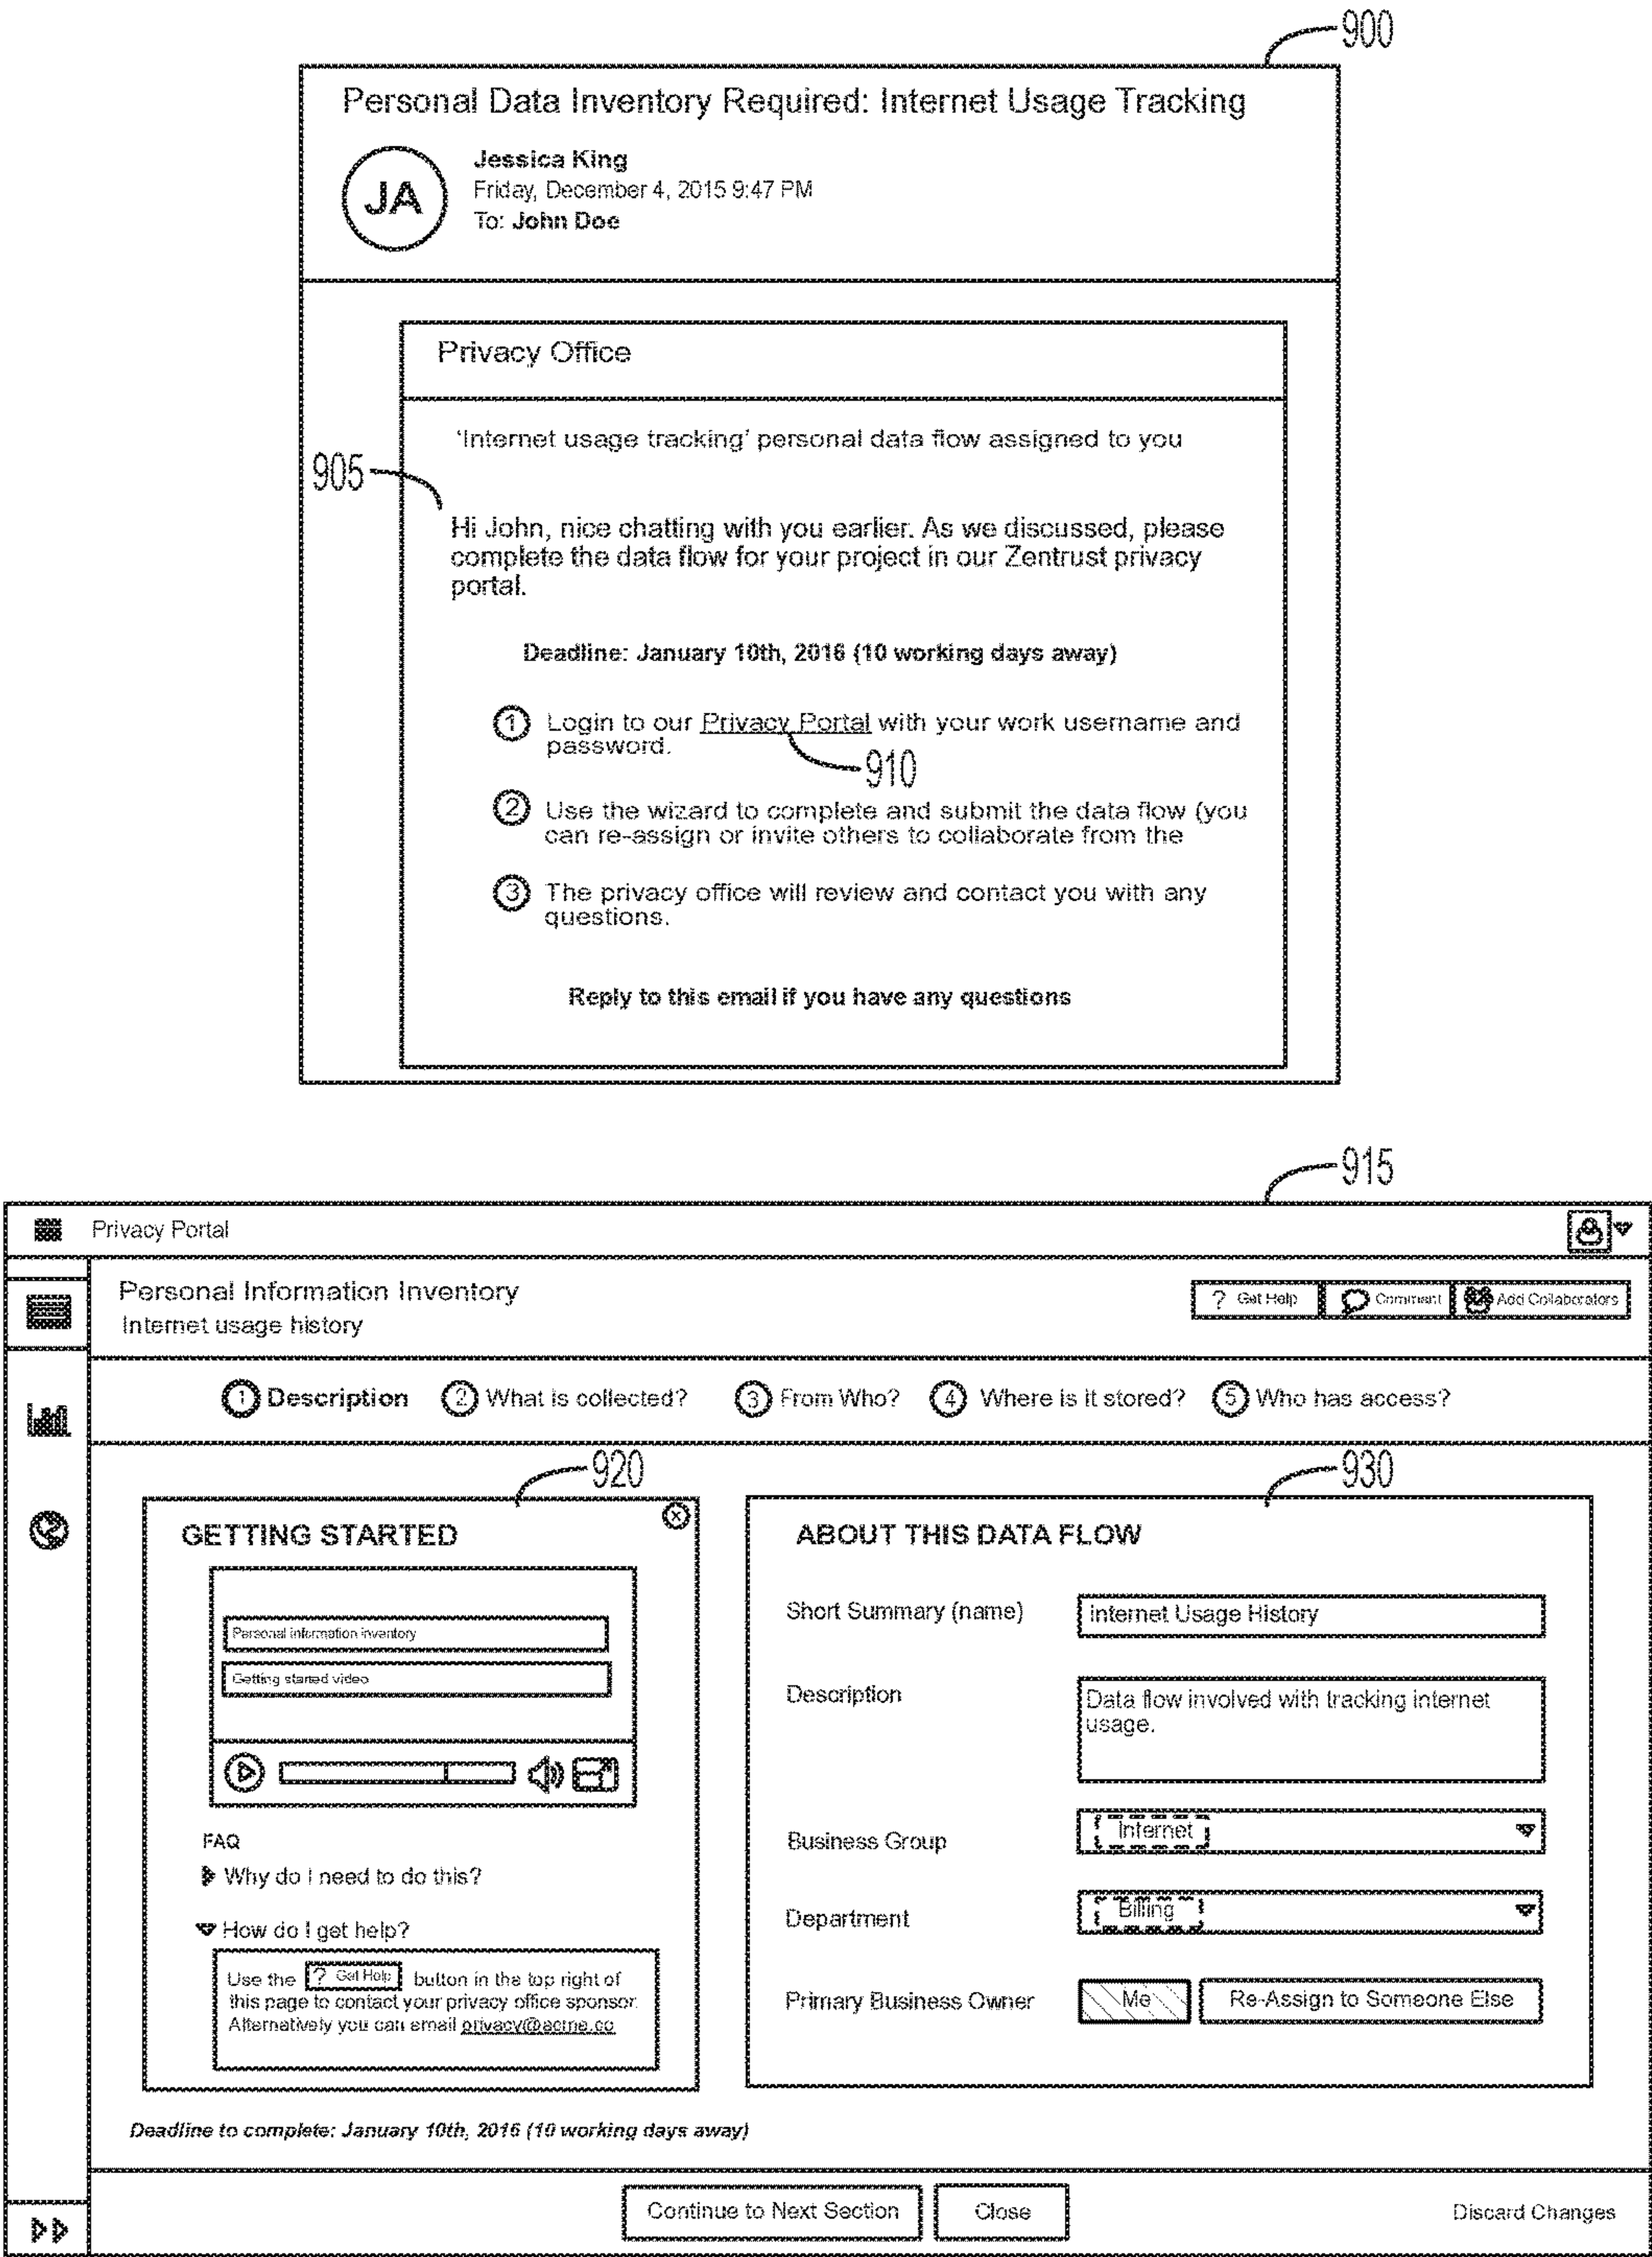 900
Personal Data Inventory Required: Internet Usage Tracking
JA
Jessica King
Friday, December 4, 2015 9:47 PM
To: John Doe
Privacy Office
'Internet usage tracking' personal data flow assigned to you
905
Hi John, nice chatting with you earlier. As we discussed, please
complete the data flow for your project in our Zentrust privacy
portal.
Deadline: January 10th, 2016 (10 working days away)
1 Login to our Privacy Portal with your work username and
password.
910
2 Use the wizard to complete and submit the data flow (you
can re-assign or invite others to collaborate from the
3 The privacy office will review and contact you with any
questions.
Reply to this email if you have any questions
915
Privacy Portal
Personal Information Inventory
Internet usage history
? Get Help Comment Add Collaborators
1 Description 2 What is collected? 3 From Who? 4 Where is it stored? 5 Who has access?
920
GETTING STARTED
Personal information inventory
Getting started video
FAQ
Why do I need to do this?
How do I get help?
Use the ? Get Help button in the top right of
this page to contact your privacy office sponsor.
Alternatively you can email privacy@acme.co
930
ABOUT THIS DATA FLOW
Short Summary (name) Internet Usage History
Description Data flow involved with tracking internet
usage.
Business Group Internet
Department Billing
Primary Business Owner Me Re-Assign to Someone Else
Deadline to complete: January 10th, 2016 (10 working days away)
Continue to Next Section Close Discard Changes